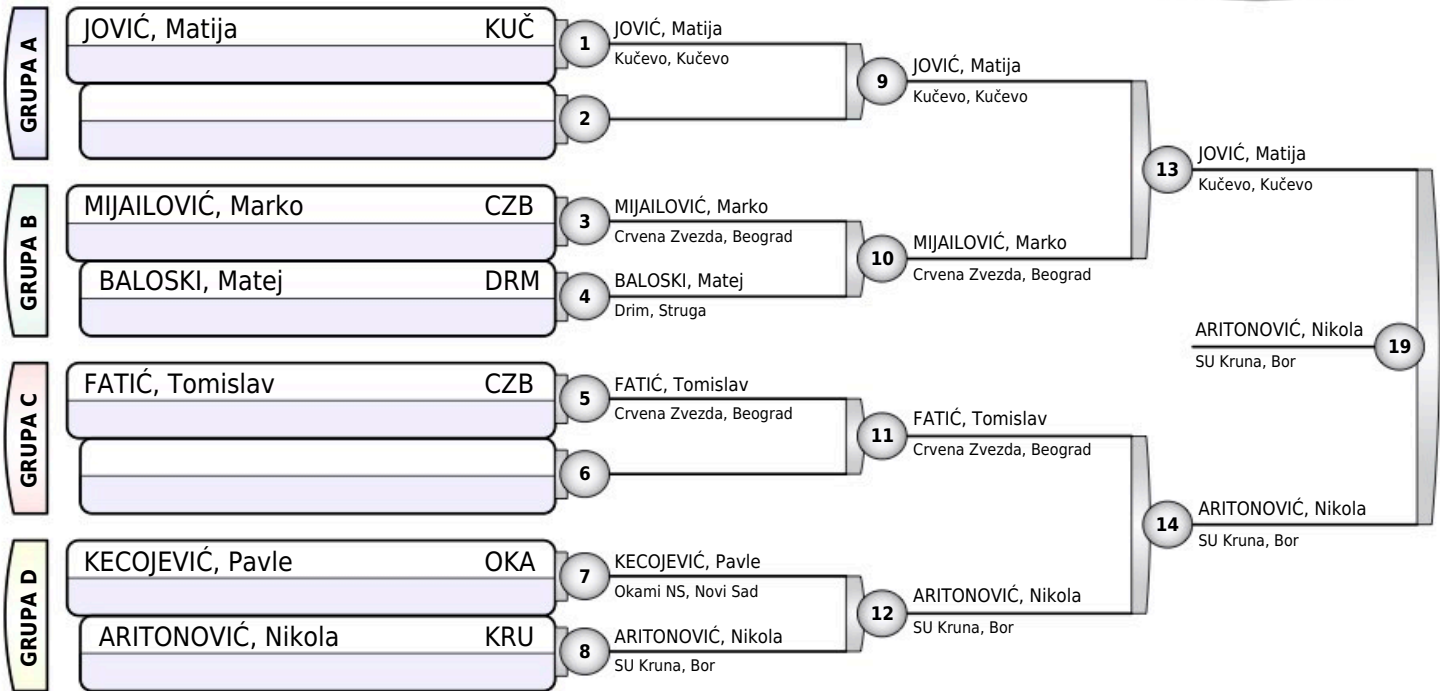 GRUPA A
JOVIĆ, Matija KUČ
1
JOVIĆ, Matija
Kučevo, Kučevo
2
9
JOVIĆ, Matija
Kučevo, Kučevo
13
JOVIĆ, Matija
Kučevo, Kučevo
GRUPA B
MIJAILOVIĆ, Marko CZB
3
MIJAILOVIĆ, Marko
Crvena Zvezda, Beograd
BALOSKI, Matej DRM
4
BALOSKI, Matej
Drim, Struga
10
MIJAILOVIĆ, Marko
Crvena Zvezda, Beograd
ARITONOVIĆ, Nikola
SU Kruna, Bor
19
GRUPA C
FATIĆ, Tomislav CZB
5
FATIĆ, Tomislav
Crvena Zvezda, Beograd
6
11
FATIĆ, Tomislav
Crvena Zvezda, Beograd
14
ARITONOVIĆ, Nikola
SU Kruna, Bor
GRUPA D
KECOJEVIĆ, Pavle OKA
7
KECOJEVIĆ, Pavle
Okami NS, Novi Sad
ARITONOVIĆ, Nikola KRU
8
ARITONOVIĆ, Nikola
SU Kruna, Bor
12
ARITONOVIĆ, Nikola
SU Kruna, Bor